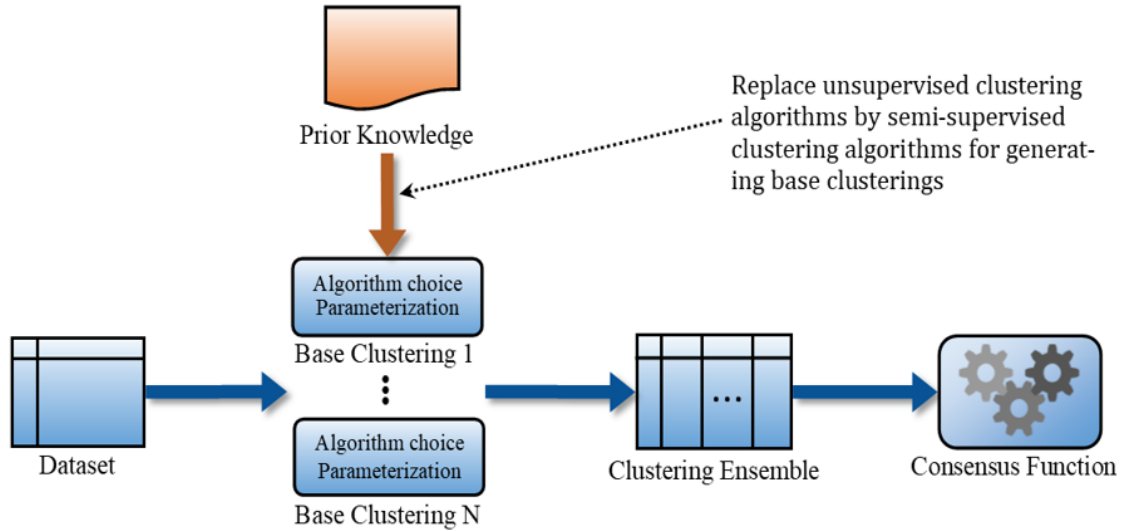 Prior Knowledge
Replace unsupervised clustering
algorithms by semi-supervised
clustering algorithms for generat-
ing base clusterings
Algorithm choice
Parameterization
Base Clustering 1
Algorithm choice
Parameterization
Base Clustering N
Dataset
...
Clustering Ensemble
Consensus Function